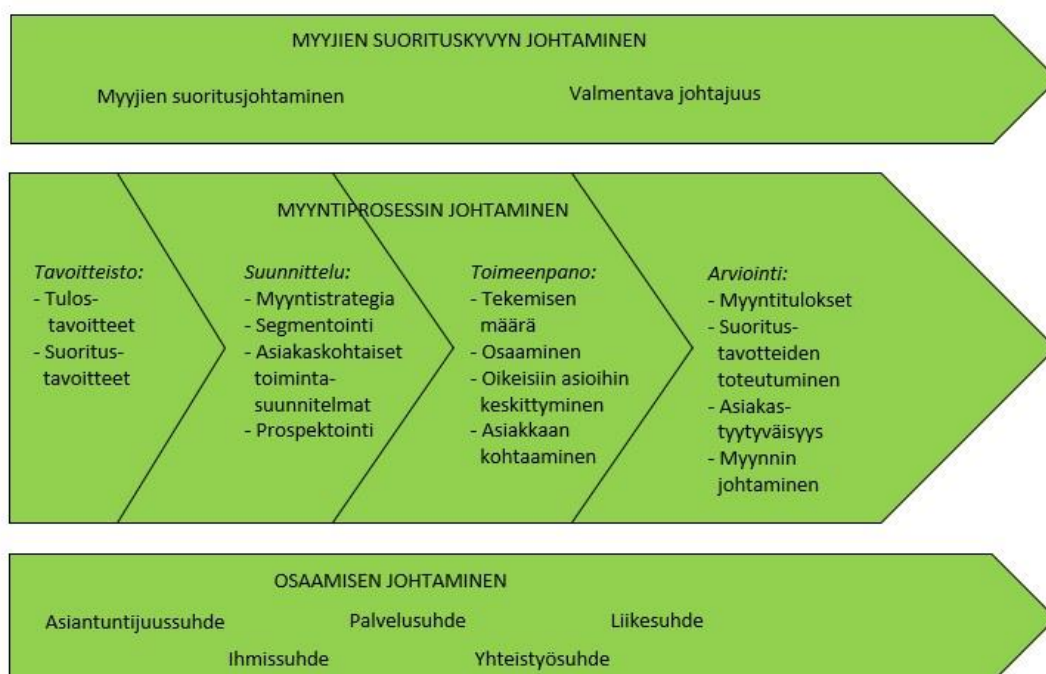 MYYJIEN SUORITUSKYVYN JOHTAMINEN
Myyjien suoritusjohtaminen
Valmentava johtajuus
MYYNTIPROSESSIN JOHTAMINEN
Tavoitteisto:
- Tulos-
tavoitteet
- Suoritus-
tavoitteet
Suunnittelu:
- Myyntistrategia
- Segmentointi
- Asiakaskohtaiset
toiminta-
suunnitelmat
- Prospektointi
Toimeenpano:
- Tekemisen
määrä
- Osaaminen
- Oikeisiin asioihin
keskittyminen
- Asiakkaan
kohtaaminen
Arviointi:
- Myyntitulokset
- Suoritus-
tavotteiden
toteutuminen
- Asiakas-
tyytyväisyys
- Myynnin
johtaminen
OSAAMISEN JOHTAMINEN
Asiantuntijuussuhde
Palvelusuhde
Liikesuhde
Ihmissuhde
Yhteistyösuhde